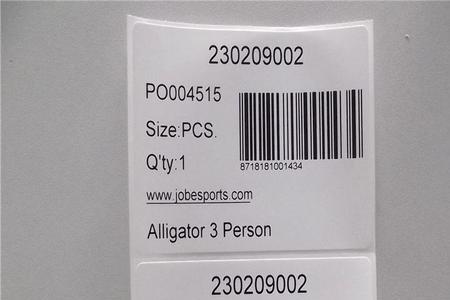 230209002
PO004515
Size:PCS.
Q'ty:1
8718181001434
www.jobesports.com
Alligator 3 Person
230209002